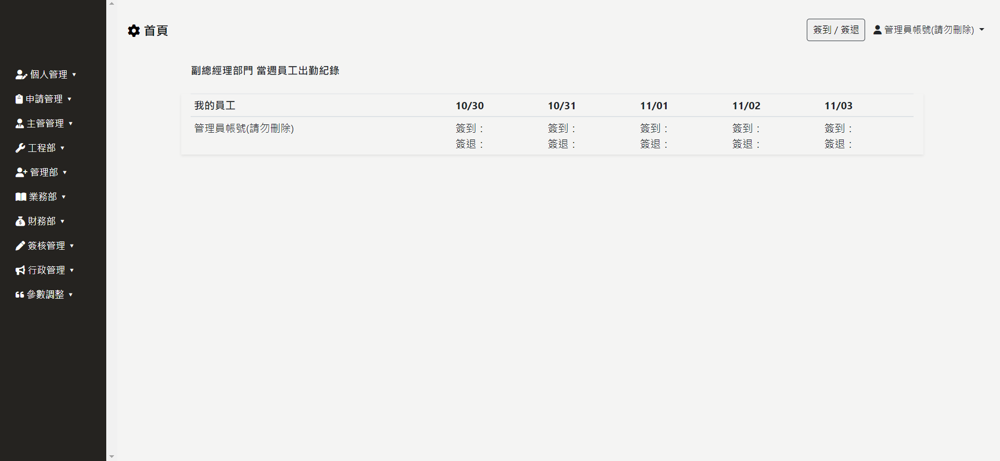 首頁
簽到 / 簽退
管理員帳號(請勿刪除)
個人管理
申請管理
主管管理
工程部
管理部
業務部
財務部
簽核管理
行政管理
參數調整
副總經理部門 當週員工出勤紀錄
我的員工 10/30 10/31 11/01 11/02 11/03
管理員帳號(請勿刪除) 簽到： 簽到： 簽到： 簽到： 簽到：
簽退： 簽退： 簽退： 簽退： 簽退：